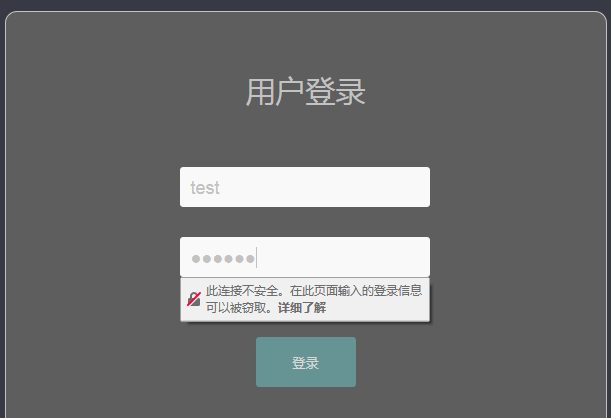 用户登录
test
●●●●●●
此连接不安全。在此页面输入的登录信息
可以被窃取。详细了解
登录